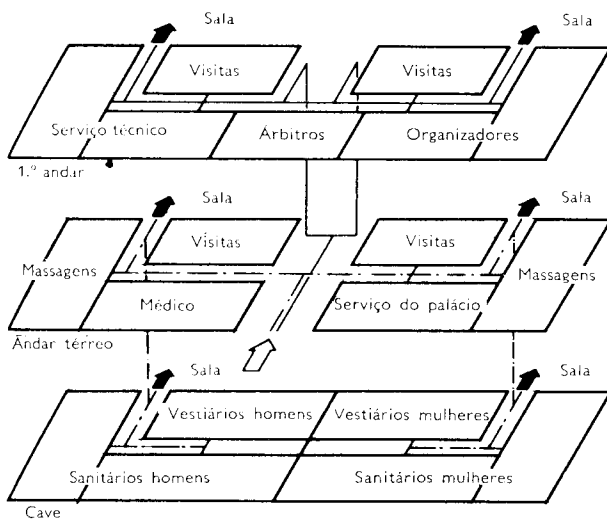 Sala
Sala
Visitas
Visitas
Serviço técnico
Árbitros
Organizadores
1.º andar
Sala
Sala
Visitas
Visitas
Massagens
Massagens
Médico
Serviço do palácio
Andar térreo
Sala
Sala
Vestiários homens
Vestiários mulheres
Sanitários homens
Sanitários mulheres
Cave